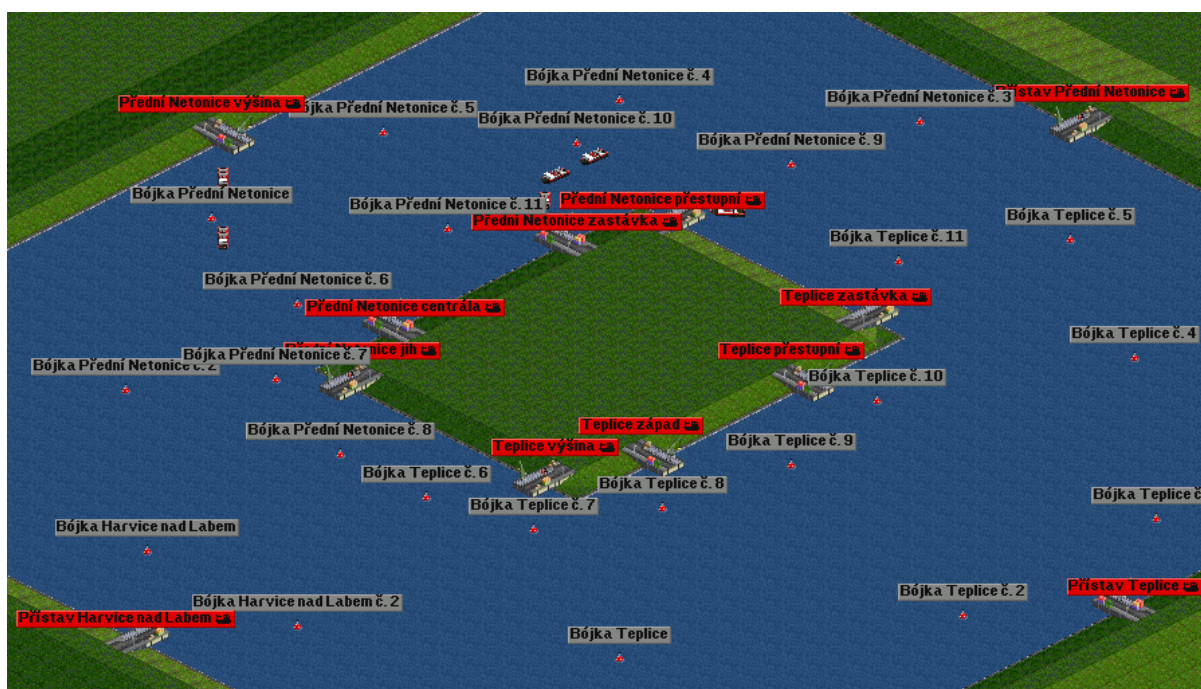 Bójka Přední Netonice č. 4
Přístav Přední Netonice
Bójka Přední Netonice č. 3
Přední Netonice výšina
Bójka Přední Netonice č. 5
Bójka Přední Netonice č. 10
Bójka Přední Netonice č. 9
Bójka Přední Netonice
Přední Netonice přestupní
Bójka Přední Netonice č. 11
Přední Netonice zastávka
Bójka Teplice č. 5
Bójka Teplice č. 11
Bójka Přední Netonice č. 6
Teplice zastávka
Přední Netonice centrála
Bójka Teplice č. 4
Přední Netonice jih
Bójka Přední Netonice č. 7
Teplice přestupní
Bójka Přední Netonice č. 2
Bójka Teplice č. 10
Teplice západ
Bójka Přední Netonice č. 8
Bójka Teplice č. 9
Teplice výšina
Bójka Teplice č. 6
Bójka Teplice č. 8
Bójka Teplice č
Bójka Teplice č. 7
Bójka Harvice nad Labem
Přístav Teplice
Bójka Teplice č. 2
Bójka Harvice nad Labem č. 2
Přístav Harvice nad Labem
Bójka Teplice